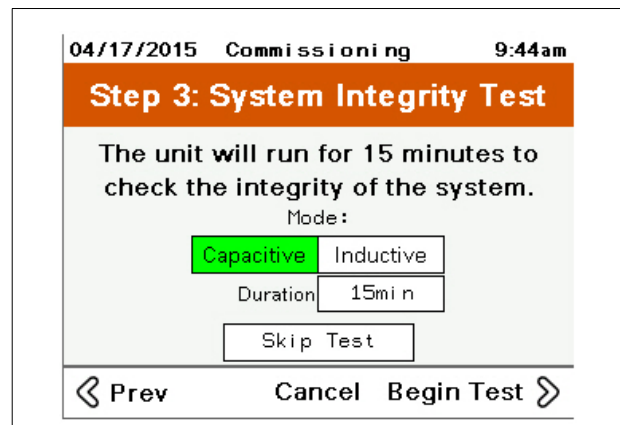 04/17/2015 Commissioning 9:44am
Step 3: System Integrity Test
The unit will run for 15 minutes to
check the integrity of the system.
Mode:
Capacitive Inductive
Duration 15min
Skip Test
Prev Cancel Begin Test